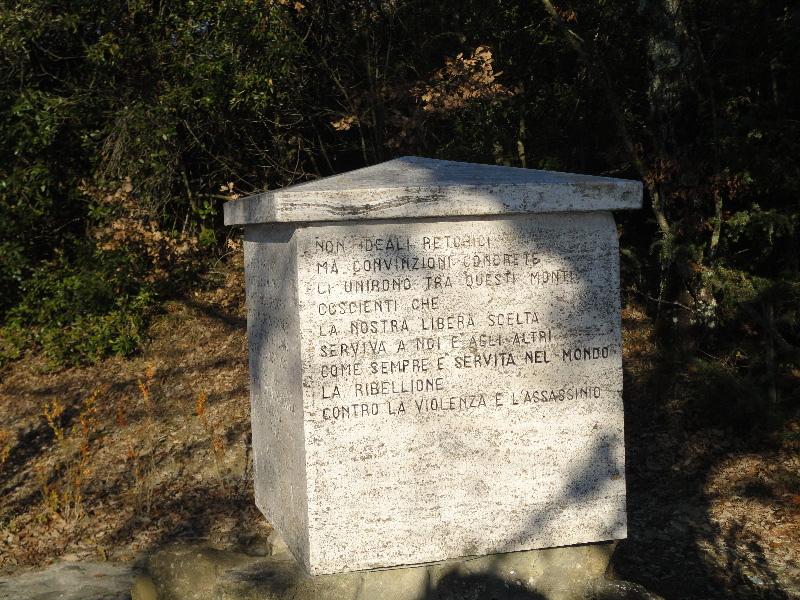 NON IDEALI RETORICI
MA CONVINZIONI CONCRETE
CI UNIRONO TRA QUESTI MONTI
COSCIENTI CHE
LA NOSTRA LIBERA SCELTA
SERVIVA A NOI E AGLI ALTRI
COME SEMPRE È SERVITA NEL MONDO
LA RIBELLIONE
CONTRO LA VIOLENZA E L'ASSASSINIO